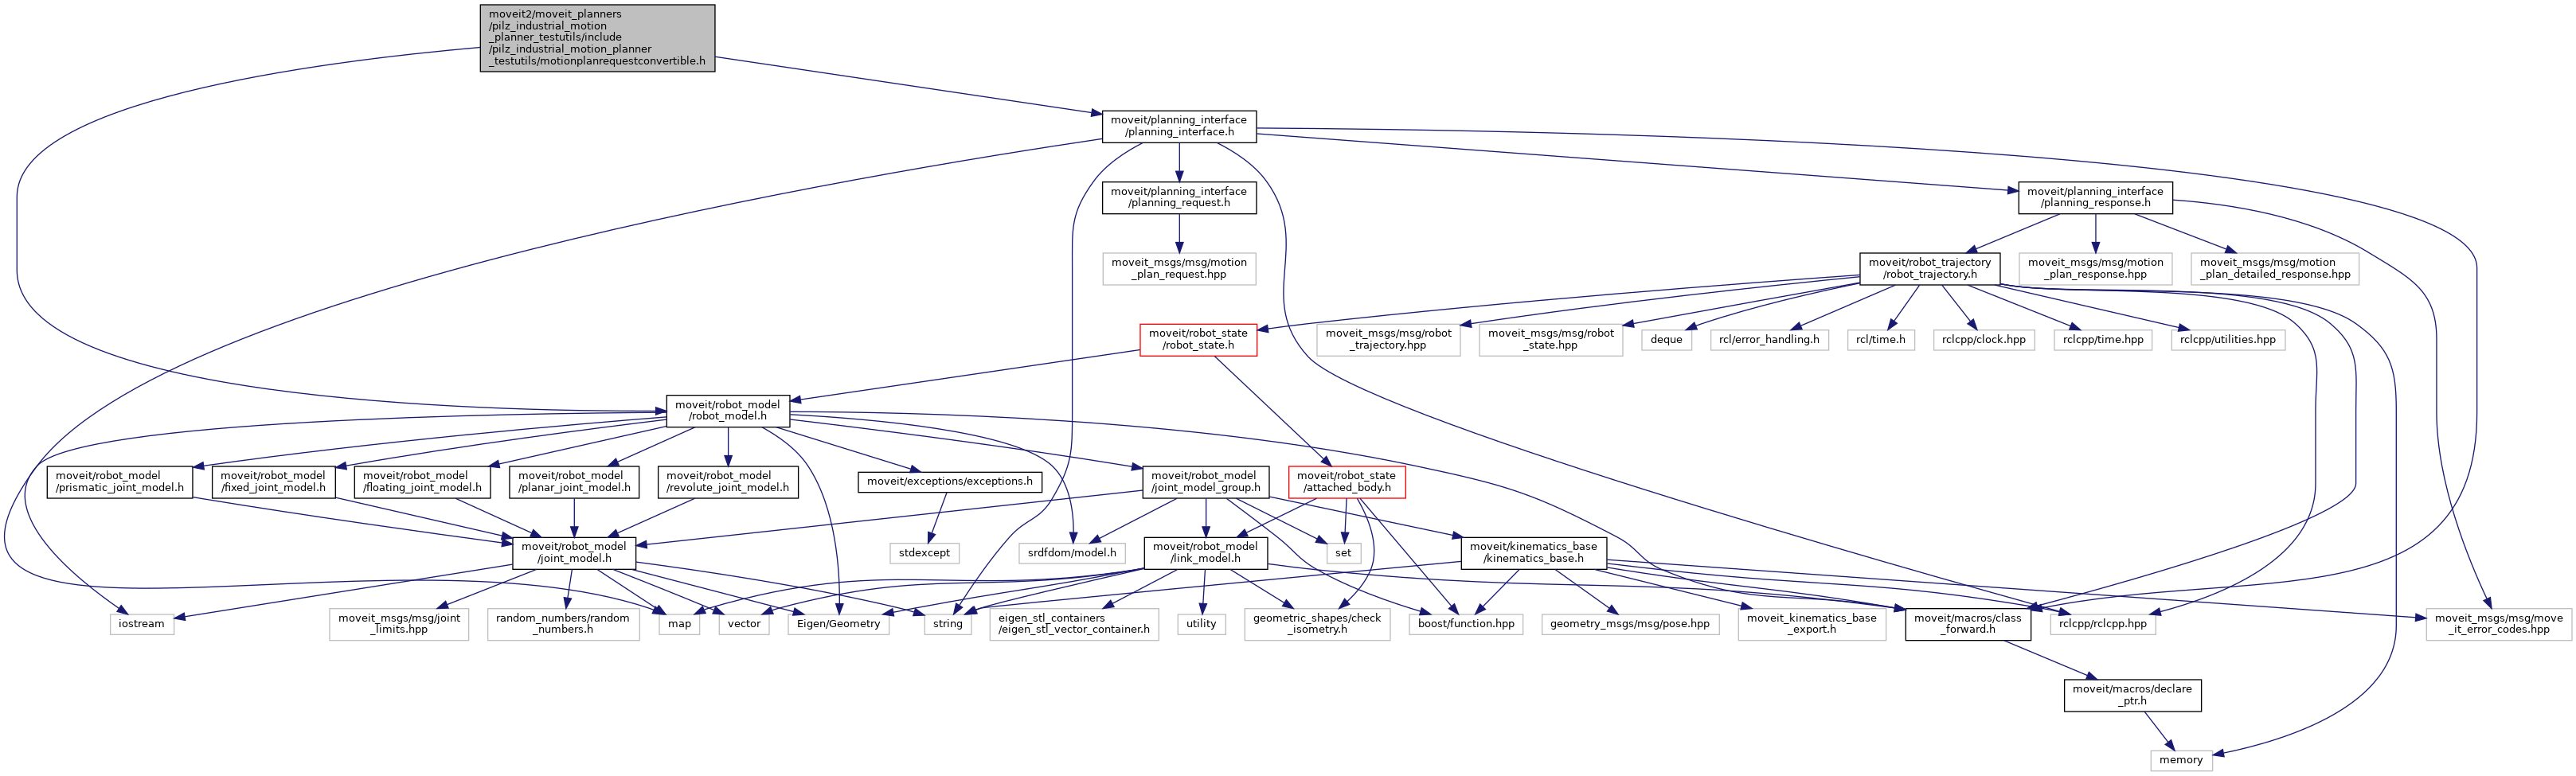 moveit2/moveit_planners
/pilz_industrial_motion
_planner_testutils/include
/pilz_industrial_motion_planner
_testutils/motionplanrequestconvertible.h
moveit/planning_interface
/planning_interface.h
moveit/planning_interface
/planning_request.h
moveit/planning_interface
/planning_response.h
moveit_msgs/msg/motion
_plan_request.hpp
moveit/robot_trajectory
/robot_trajectory.h
moveit_msgs/msg/motion
_plan_response.hpp
moveit_msgs/msg/motion
_plan_detailed_response.hpp
moveit/robot_state
/robot_state.h
moveit_msgs/msg/robot
_trajectory.hpp
moveit_msgs/msg/robot
_state.hpp
deque
rcl/error_handling.h
rcl/time.h
rclcpp/clock.hpp
rclcpp/time.hpp
rclcpp/utilities.hpp
moveit/robot_model
/robot_model.h
moveit/robot_model
/prismatic_joint_model.h
moveit/robot_model
/fixed_joint_model.h
moveit/robot_model
/floating_joint_model.h
moveit/robot_model
/planar_joint_model.h
moveit/robot_model
/revolute_joint_model.h
moveit/exceptions/exceptions.h
moveit/robot_model
/joint_model_group.h
moveit/robot_state
/attached_body.h
moveit/robot_model
/joint_model.h
stdexcept
srdfdom/model.h
moveit/robot_model
/link_model.h
set
moveit/kinematics_base
/kinematics_base.h
iostream
moveit_msgs/msg/joint
_limits.hpp
random_numbers/random
_numbers.h
map
vector
Eigen/Geometry
string
eigen_stl_containers
/eigen_stl_vector_container.h
utility
geometric_shapes/check
_isometry.h
boost/function.hpp
geometry_msgs/msg/pose.hpp
moveit_kinematics_base
_export.h
moveit/macros/class
_forward.h
rclcpp/rclcpp.hpp
moveit_msgs/msg/move
_it_error_codes.hpp
moveit/macros/declare
_ptr.h
memory